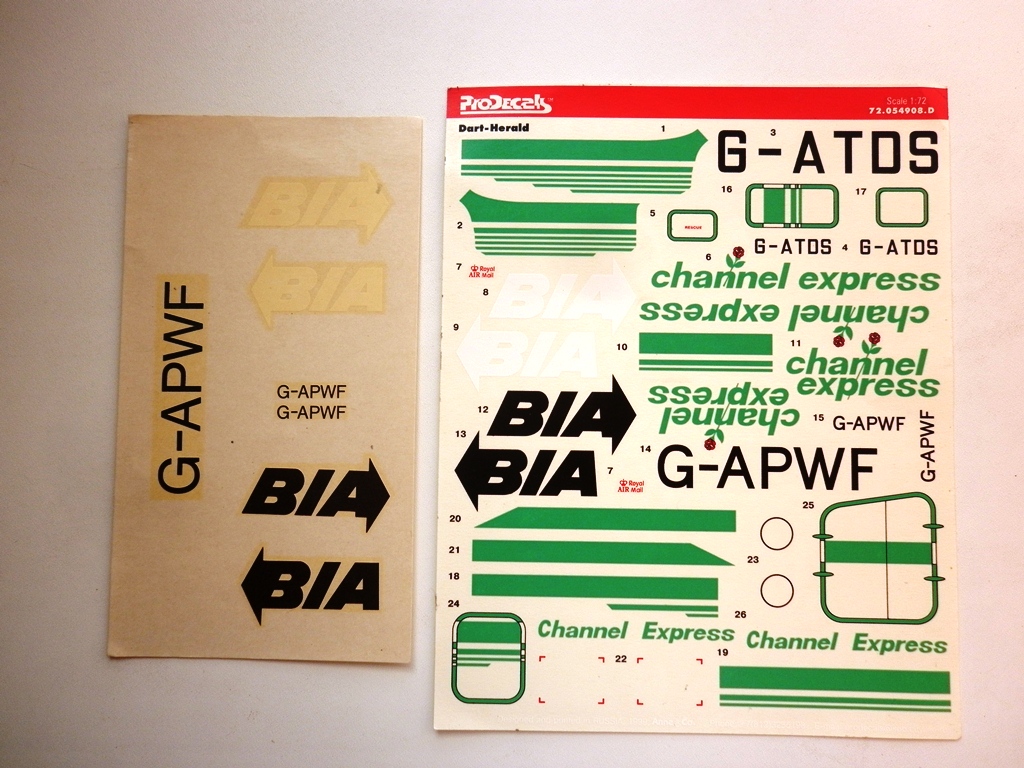 BIA
BIA
G-APWF
G-APWF
G-APWF
BIA
BIA
ProDecals™
Scale 1:72
72.054908.D
Dart-Herald
1
3
G-ATDS
16
17
2
5
RESCUE
G-ATDS 4 G-ATDS
6
7
Royal
AIR Mail
channel express
8
BIA
channel express
9
BIA
10
11
channel
express
channel
express
12
BIA
15
G-APWF
G-APWF
13
BIA
14
G-APWF
7
Royal
AIR Mail
20
25
21
23
18
24
26
Channel Express
Channel Express
22
19